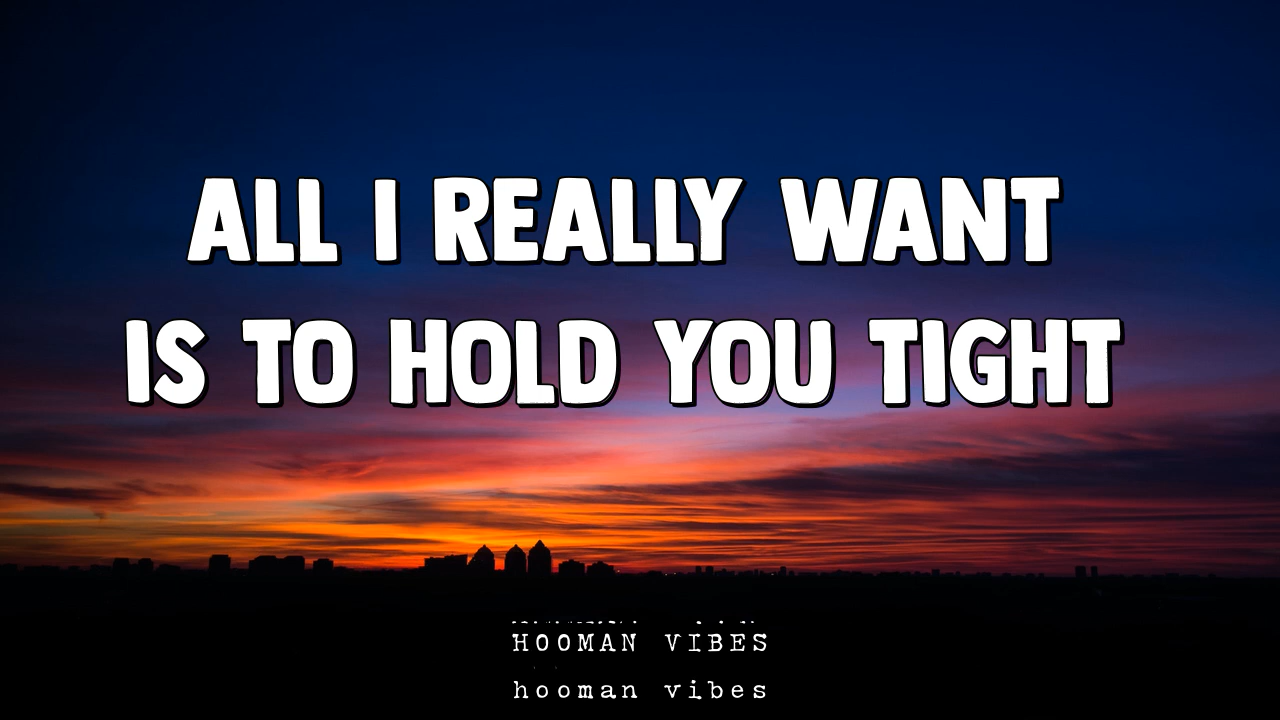 ALL I REALLY WANT
IS TO HOLD YOU TIGHT
HOOMAN VIBES
hooman vibes